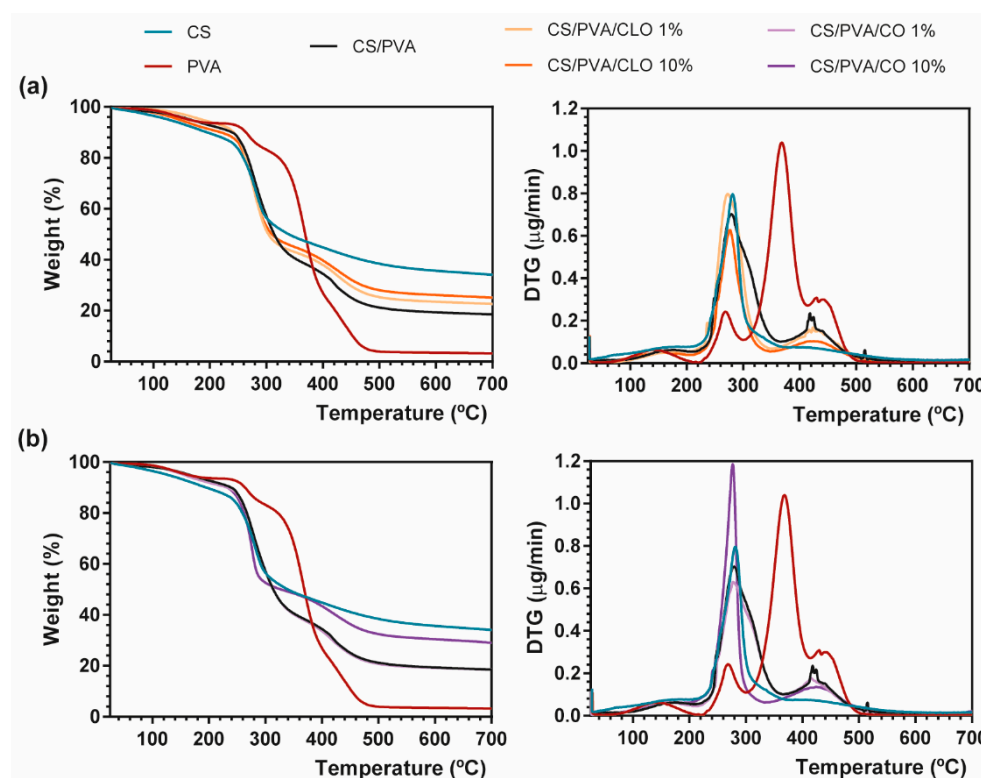 CS
PVA
CS/PVA
CS/PVA/CLO 1%
CS/PVA/CLO 10%
CS/PVA/CO 1%
CS/PVA/CO 10%
(a)
Weight (%)
100
80
60
40
20
0
100 200 300 400 500 600 700
Temperature (ºC)
DTG (µg/min)
1.2
1.0
0.8
0.6
0.4
0.2
0.0
100 200 300 400 500 600 700
Temperature (ºC)
(b)
Weight (%)
100
80
60
40
20
0
100 200 300 400 500 600 700
Temperature (ºC)
DTG (µg/min)
1.2
1.0
0.8
0.6
0.4
0.2
0.0
100 200 300 400 500 600 700
Temperature (ºC)